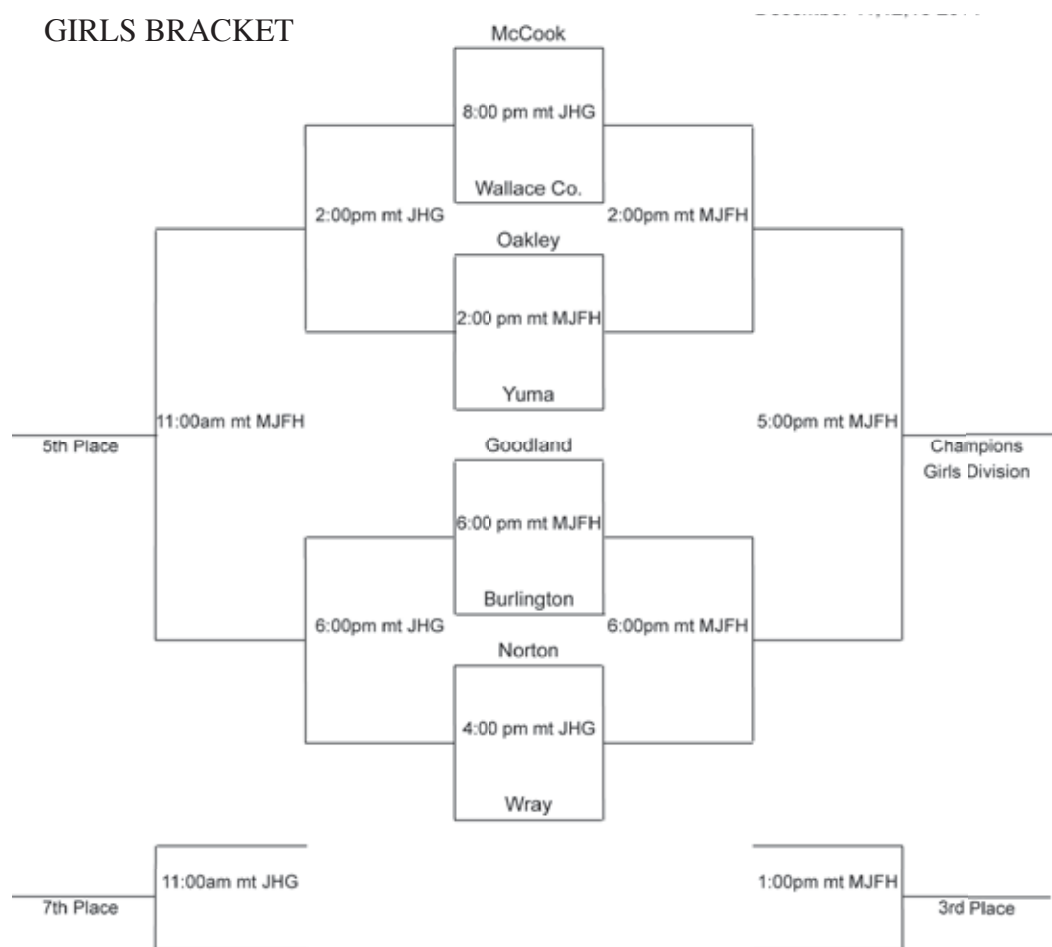 GIRLS BRACKET
McCook
8:00 pm mt JHG
Wallace Co.
2:00pm mt JHG
2:00pm mt MJFH
Oakley
2:00 pm mt MJFH
Yuma
11:00am mt MJFH
5:00pm mt MJFH
5th Place
Goodland
Champions
Girls Division
6:00 pm mt MJFH
Burlington
6:00pm mt JHG
6:00pm mt MJFH
Norton
4:00 pm mt JHG
Wray
11:00am mt JHG
1:00pm mt MJFH
7th Place
3rd Place